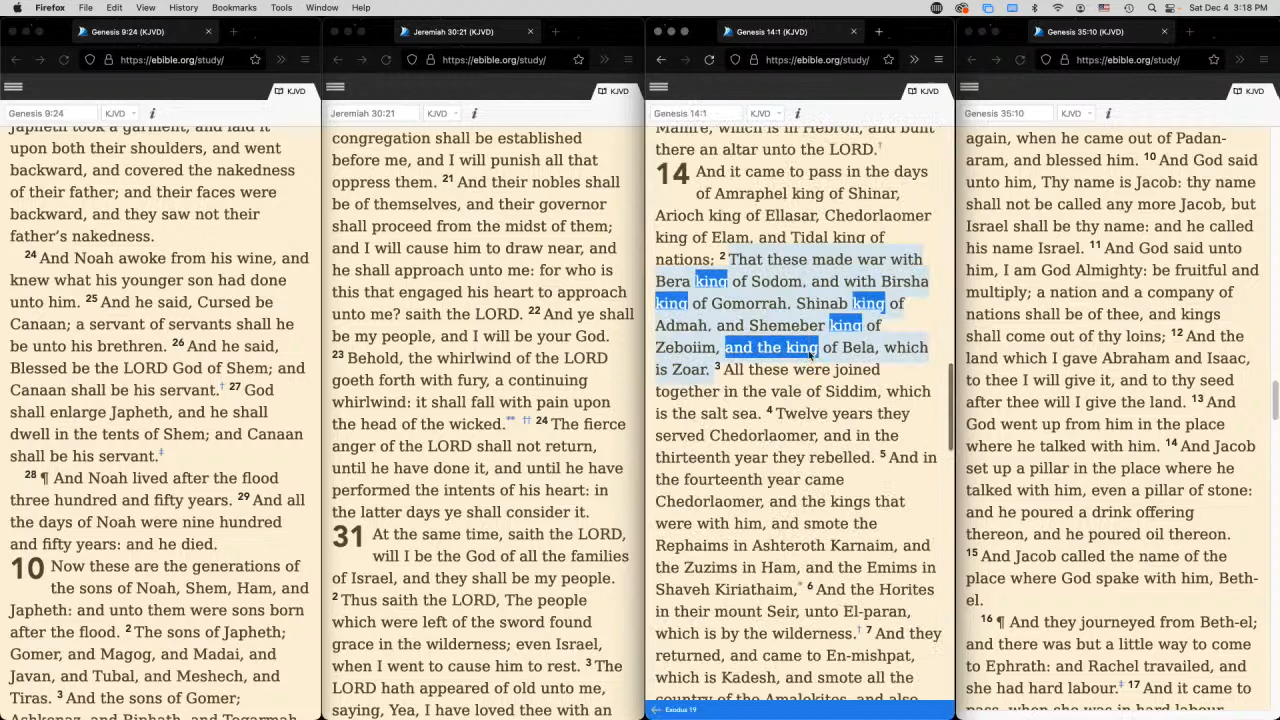 Firefox File Edit View History Bookmarks Tools Window Help Sat Dec 4 3:18 PM
Genesis 9:24 (KJVD)
https://ebible.org/study/
KJVD
Genesis 9:24 KJVD i
Japheth took a garment, and laid it
upon both their shoulders, and went
backward, and covered the nakedness
of their father; and their faces were
backward, and they saw not their
father's nakedness.
24 And Noah awoke from his wine, and
knew what his younger son had done
unto him. 25 And he said, Cursed be
Canaan; a servant of servants shall he
be unto his brethren. 26 And he said,
Blessed be the LORD God of Shem; and
Canaan shall be his servant.† 27 God
shall enlarge Japheth, and he shall
dwell in the tents of Shem; and Canaan
shall be his servant.‡
28 ¶ And Noah lived after the flood
three hundred and fifty years. 29 And all
the days of Noah were nine hundred
and fifty years: and he died.
10 Now these are the generations of
the sons of Noah, Shem, Ham, and
Japheth: and unto them were sons born
after the flood. 2 The sons of Japheth;
Gomer, and Magog, and Madai, and
Javan, and Tubal, and Meshech, and
Tiras. 3 And the sons of Gomer;
Ashkenaz, and Riphath, and Togarmah.
Jeremiah 30:21 (KJVD)
https://ebible.org/study/
KJVD
Jeremiah 30:21 KJVD i
congregation shall be established
before me, and I will punish all that
oppress them. 21 And their nobles shall
be of themselves, and their governor
shall proceed from the midst of them;
and I will cause him to draw near, and
he shall approach unto me: for who is
this that engaged his heart to approach
unto me? saith the LORD. 22 And ye shall
be my people, and I will be your God.
23 Behold, the whirlwind of the LORD
goeth forth with fury, a continuing
whirlwind: it shall fall with pain upon
the head of the wicked.** †† 24 The fierce
anger of the LORD shall not return,
until he have done it, and until he have
performed the intents of his heart: in
the latter days ye shall consider it.
31 At the same time, saith the LORD,
will I be the God of all the families
of Israel, and they shall be my people.
2 Thus saith the LORD, The people
which were left of the sword found
grace in the wilderness; even Israel,
when I went to cause him to rest. 3 The
LORD hath appeared of old unto me,
saying, Yea, I have loved thee with an
Genesis 14:1 (KJVD)
https://ebible.org/study/
KJVD
Genesis 14:1 KJVD i
Mamre, which is in Hebron, and built
there an altar unto the LORD.†
14 And it came to pass in the days
of Amraphel king of Shinar,
Arioch king of Ellasar, Chedorlaomer
king of Elam, and Tidal king of
nations; 2 That these made war with
Bera king of Sodom, and with Birsha
king of Gomorrah, Shinab king of
Admah, and Shemeber king of
Zeboiim, and the king of Bela, which
is Zoar. 3 All these were joined
together in the vale of Siddim, which
is the salt sea. 4 Twelve years they
served Chedorlaomer, and in the
thirteenth year they rebelled. 5 And in
the fourteenth year came
Chedorlaomer, and the kings that
were with him, and smote the
Rephaims in Ashteroth Karnaim, and
the Zuzims in Ham, and the Emims in
Shaveh Kiriathaim,* 6 And the Horites
in their mount Seir, unto El-paran,
which is by the wilderness.† 7 And they
returned, and came to En-mishpat,
which is Kadesh, and smote all the
country of the Amalekites, and also
Exodus 19
Genesis 35:10 (KJVD)
https://ebible.org/study/
KJVD
Genesis 35:10 KJVD i
again, when he came out of Padan-
aram, and blessed him. 10 And God said
unto him, Thy name is Jacob: thy name
shall not be called any more Jacob, but
Israel shall be thy name: and he called
his name Israel. 11 And God said unto
him, I am God Almighty: be fruitful and
multiply; a nation and a company of
nations shall be of thee, and kings
shall come out of thy loins; 12 And the
land which I gave Abraham and Isaac,
to thee I will give it, and to thy seed
after thee will I give the land. 13 And
God went up from him in the place
where he talked with him. 14 And Jacob
set up a pillar in the place where he
talked with him, even a pillar of stone:
and he poured a drink offering
thereon, and he poured oil thereon.
15 And Jacob called the name of the
place where God spake with him, Beth-
el.
16 ¶ And they journeyed from Beth-el;
and there was but a little way to come
to Ephrath: and Rachel travailed, and
she had hard labour.‡ 17 And it came to
pass, when she was in hard labour,